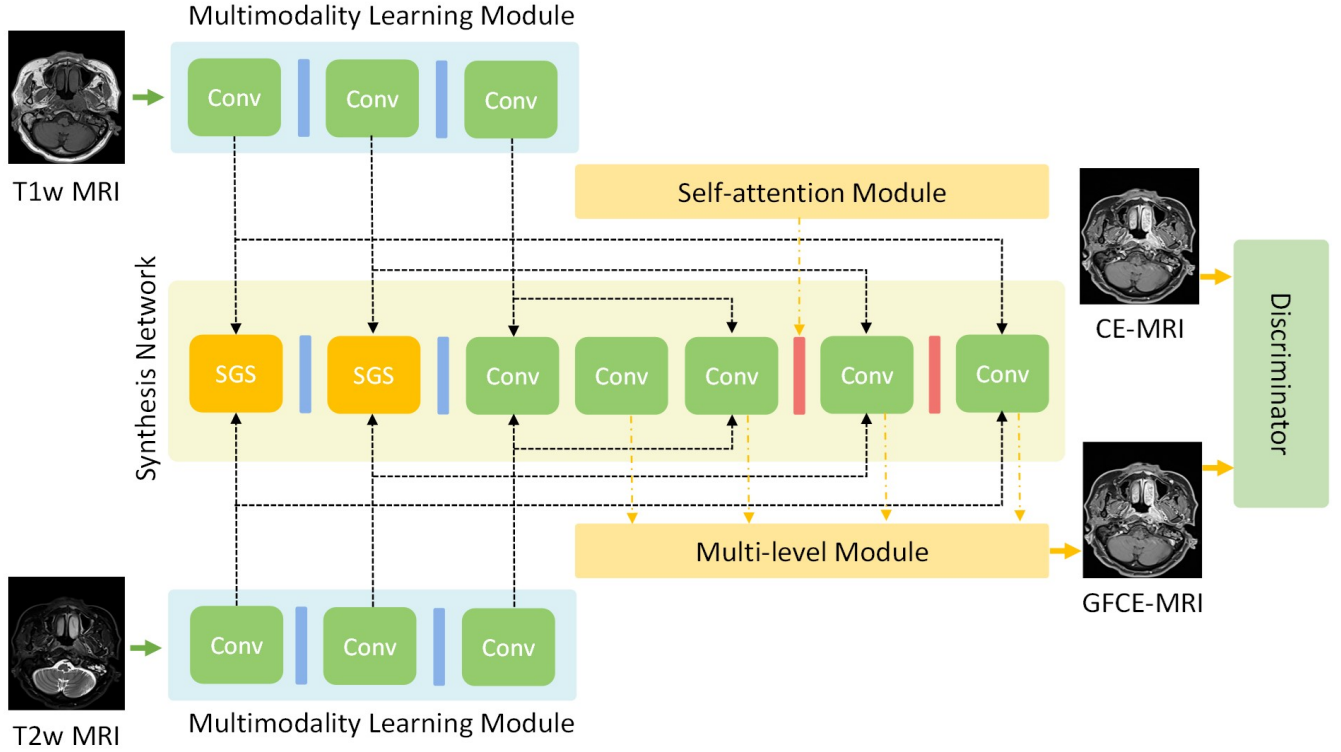 Multimodality Learning Module
Conv
Conv
Conv
T1w MRI
Self-attention Module
Synthesis Network
SGS
SGS
Conv
Conv
Conv
Conv
Conv
CE-MRI
Discriminator
Multi-level Module
GFCE-MRI
Conv
Conv
Conv
T2w MRI
Multimodality Learning Module